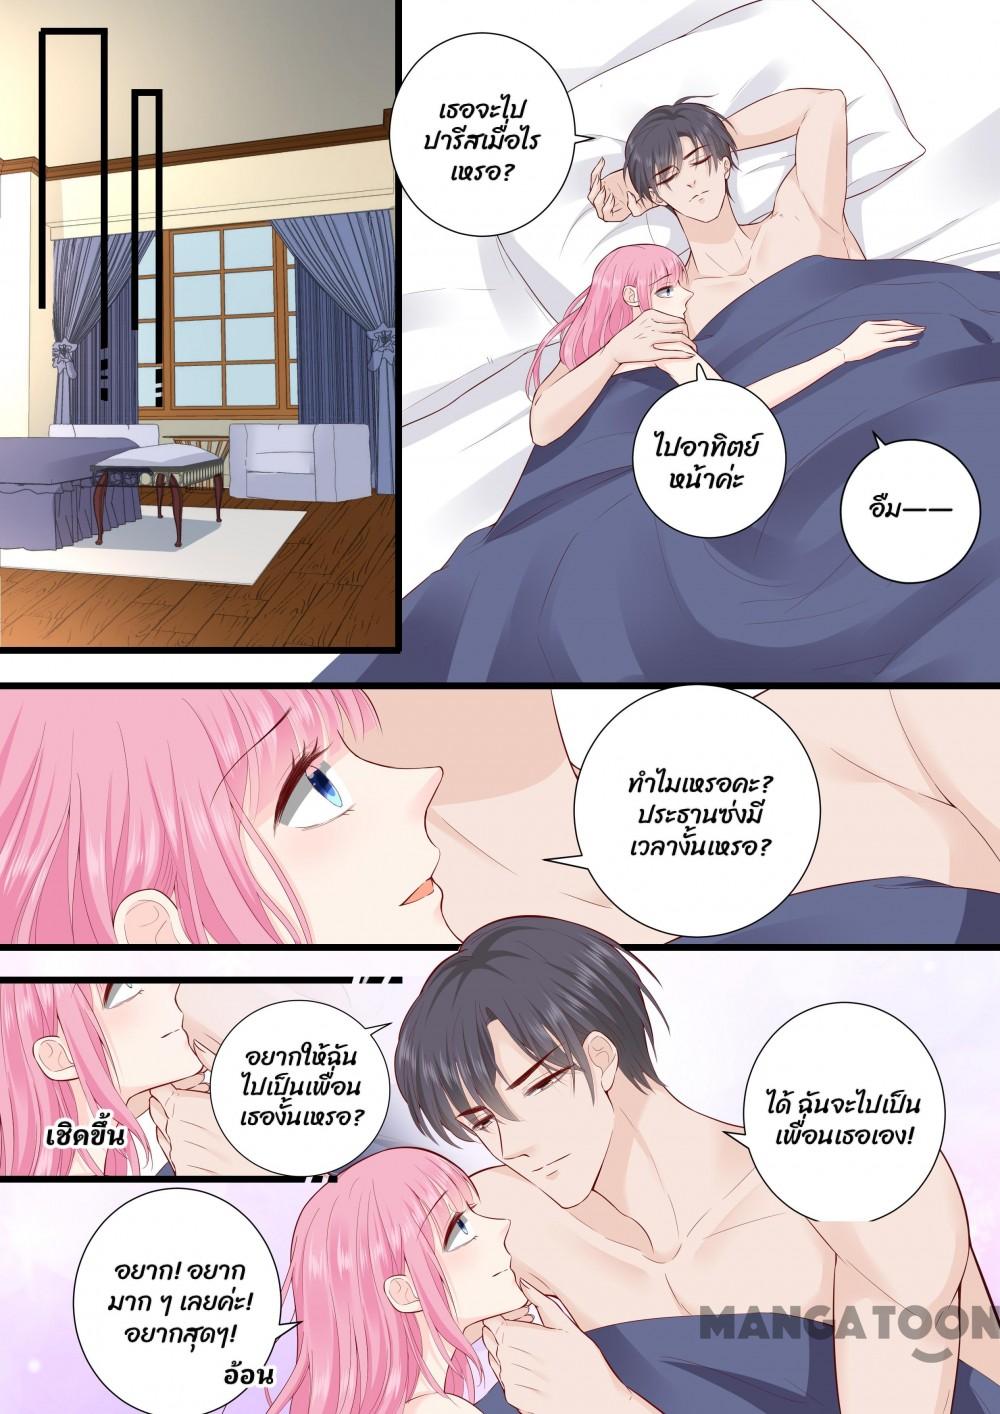 เธอจะไป
ปารีสเมื่อไร
เหรอ?
ไปอาทิตย์
หน้าค่ะ
อืม——
ทำไมเหรอคะ?
ประธานซ่งมี
เวลางั้นเหรอ?
อยากให้ฉัน
ไปเป็นเพื่อน
เธองั้นเหรอ?
เชิดขึ้น
ได้ ฉันจะไปเป็น
เพื่อนเธอเอง!
อยาก! อยาก
มาก ๆ เลยค่ะ!
อยากสุดๆ!
อ้อน
MANGATOON